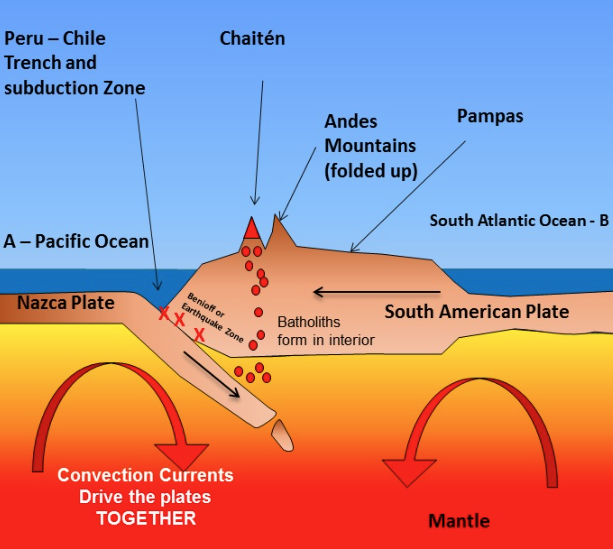 Peru – Chile
Trench and
subduction Zone
Chaitén
Andes
Mountains
(folded up)
Pampas
A – Pacific Ocean
South Atlantic Ocean - B
Nazca Plate
Benioff or
Earthquake Zone
X X X
Batholiths
form in interior
South American Plate
Convection Currents
Drive the plates
TOGETHER
Mantle